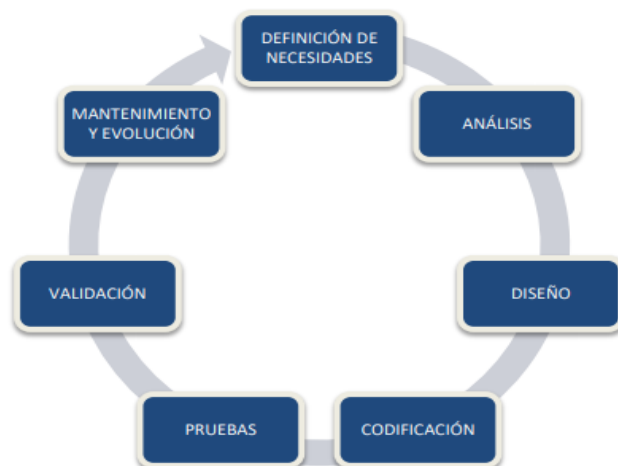 DEFINICIÓN DE
NECESIDADES
ANÁLISIS
DISEÑO
CODIFICACIÓN
PRUEBAS
VALIDACIÓN
MANTENIMIENTO
Y EVOLUCIÓN